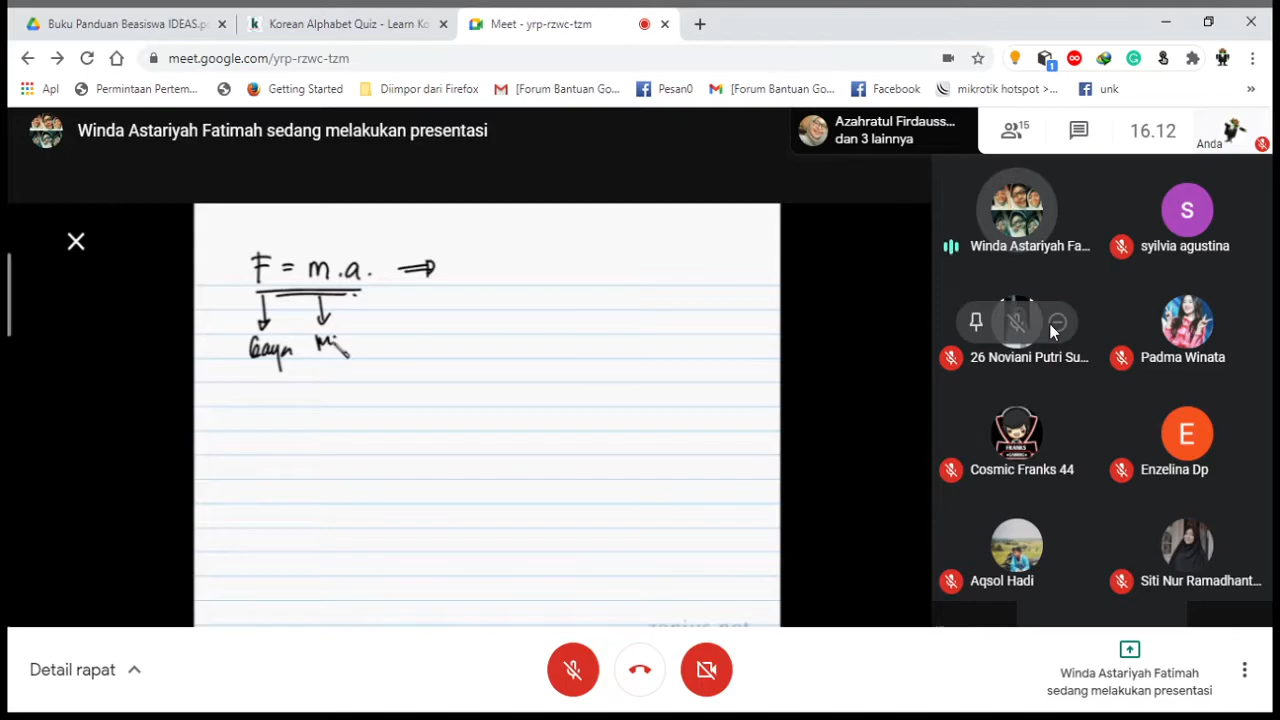 Buku Panduan Beasiswa IDEAS.p
Korean Alphabet Quiz - Learn Ko
Meet - yrp-rzwc-tzm
meet.google.com/yrp-rzwc-tzm
1
Apl
Permintaan Pertem...
Getting Started
Diimpor dari Firefox
[Forum Bantuan Go...
Pesan0
[Forum Bantuan Go...
Facebook
mikrotik hotspot >...
unk
»
Winda Astariyah Fatimah sedang melakukan presentasi
Azahratul Firdauss...
dan 3 lainnya
15
16.12
Anda
F = m.a. ⇒
Gaya
Winda Astariyah Fa...
syilvia agustina
S
26 Noviani Putri Su...
Padma Winata
FRANKS
Cosmic Franks 44
E
Enzelina Dp
Aqsol Hadi
Siti Nur Ramadhant...
zenius.net
Detail rapat
Winda Astariyah Fatimah
sedang melakukan presentasi